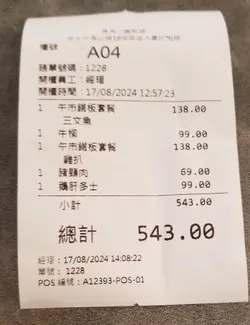 檯號 A04
賬單號碼：1228
開檯員工：經理
開檯時間：17/08/2024 12:57:23
1 午市鐵板套餐 138.00
三文魚
1 牛柳 99.00
1 午市鐵板套餐 138.00
雞扒
1 豬頸肉 69.00
1 鵝肝多士 99.00
小計 543.00
總計 543.00
經理：17/08/2024 14:08:22
單號：1228
POS 編號：A12393-POS-01